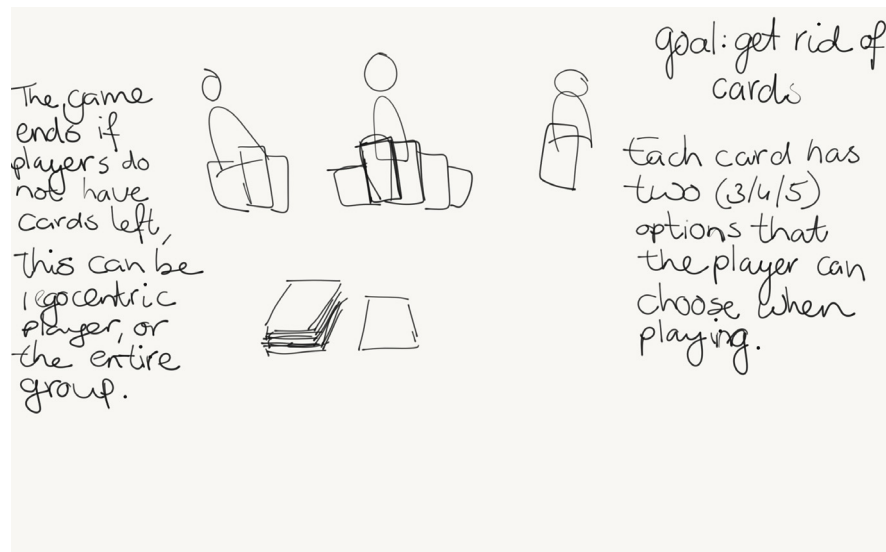 The game
ends if
players do
not have
cards left,
this can be
1 egocentric
player, or
the entire
group.
goal: get rid of
cards
Each card has
two (3/4/5)
options that
the player can
choose when
playing.